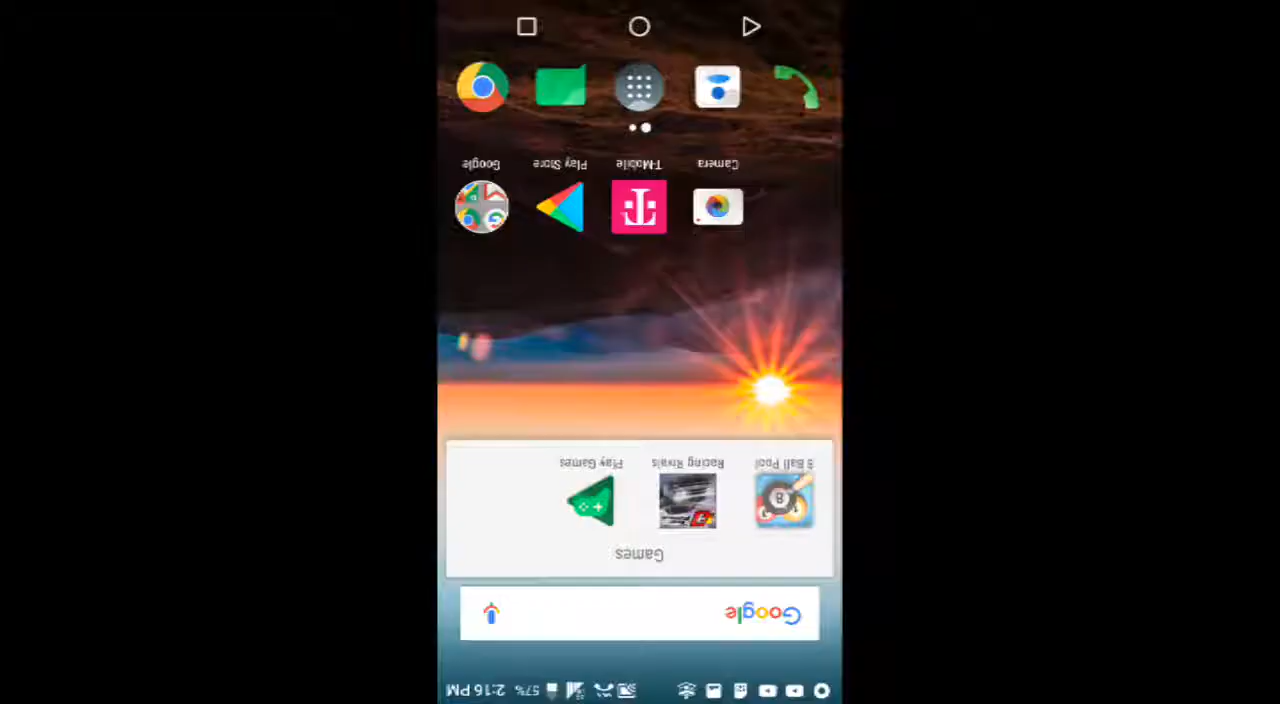 2:16 PM 57%
Google
Games
8 Ball Pool Racing Rivals Play Games
Camera T-Mobile Play Store Google